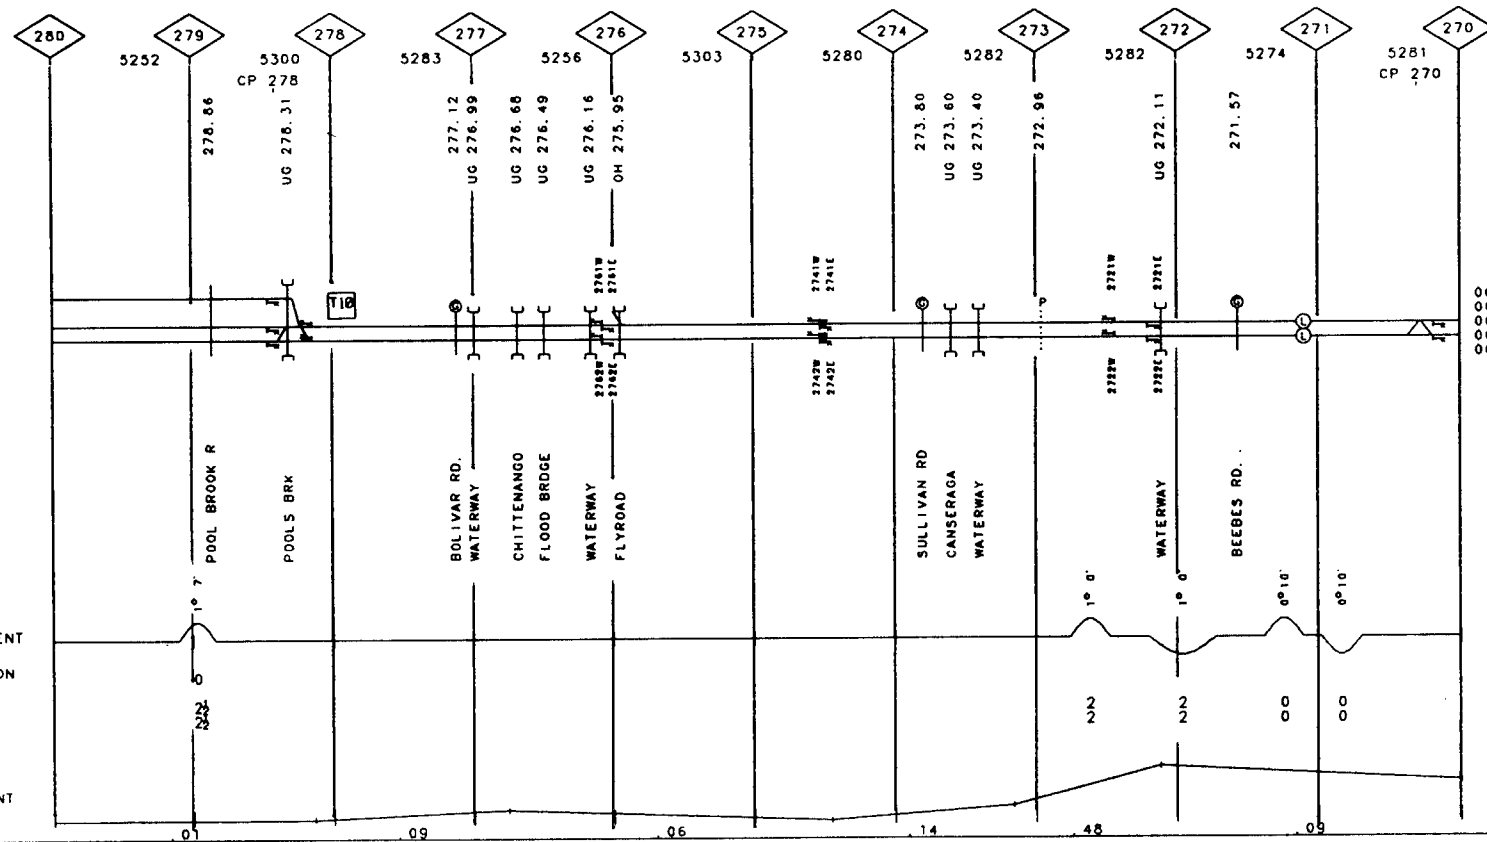 280 279 278 277 276 275 274 273 272 271 270
5252 5300 5283 5256 5303 5280 5282 5282 5274 5281
CP 278 CP 270
278.86
UG 278.31
277.12
UG 276.99
UG 276.68
UG 276.49
UG 276.16
OH 275.95
273.80
UG 273.60
UG 273.40
272.96
UG 272.11
271.57
2761W 2761E 2741W 2741E 2721W 2721E
T10 G G P G
L
L
2762W 2762E 2742W 2742E 2722W 2722E
POOL BROOK R
POOLS BRK
BOLIVAR RD.
WATERWAY
CHITTENANGO
FLOOD BRDGE
WATERWAY
FLYROAD
SULLIVAN RD
CANSERAGA
WATERWAY
WATERWAY
BEEBES RD.
1° 7' 1° 0' 1° 0' 0°10' 0°10'
ENT
ON
0
2 2 0 0
2 2 0 0
NT
.01 .09 .06 .14 .48 .09